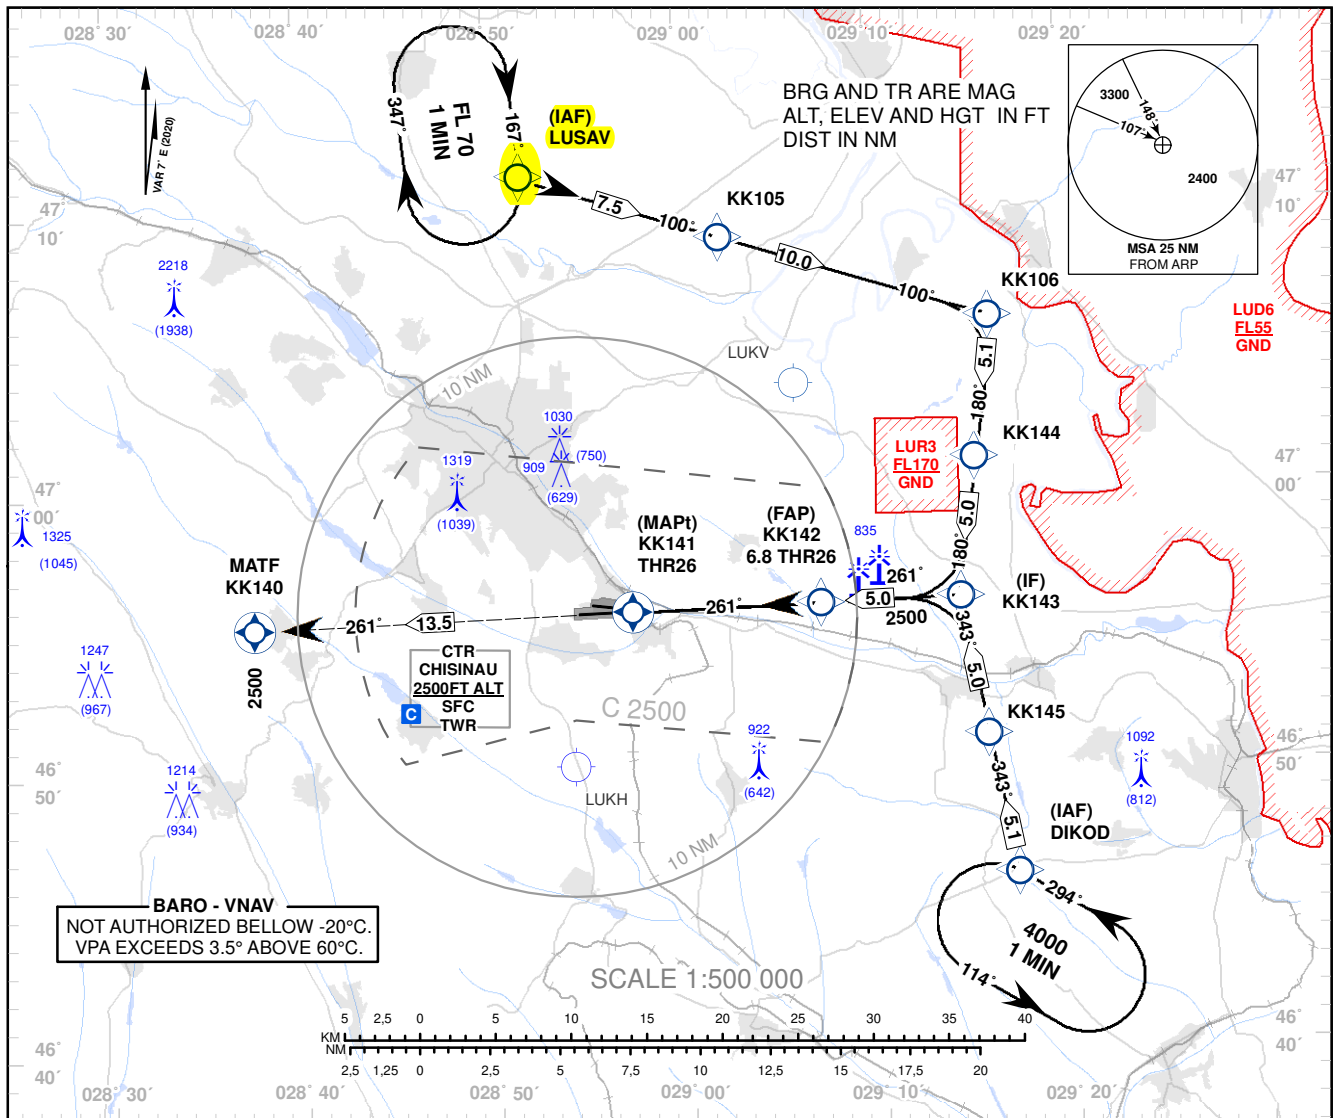 028˚30´
028˚40´
028˚50´
029˚00´
029˚10´
029˚20´
VAR 7˚ E (2020)
347˚
FL 70
1 MIN
167˚
(IAF)
LUSAV
BRG AND TR ARE MAG
ALT, ELEV AND HGT IN FT
DIST IN NM
3300
148˚
107˚
2400
MSA 25 NM
FROM ARP
47˚
10´
47˚
10´
7.5
100˚
KK105
10.0
100˚
KK106
2218
(1938)
LUD6
FL55
GND
5.1
180˚
LUKV
10 NM
1030
(750)
909
(629)
1319
(1039)
LUR3
FL170
GND
KK144
47˚
00´
47˚
00´
1325
(1045)
5.0
180˚
(MAPt)
KK141
THR26
(FAP)
KK142
6.8 THR26
835
261˚
5.0
2500
(IF)
KK143
MATF
KK140
2500
261˚
13.5
261˚
343˚
5.0
CTR
CHISINAU
2500FT ALT
SFC
TWR
C
C 2500
1247
(967)
KK145
922
(642)
1092
(812)
46˚
50´
46˚
50´
1214
(934)
LUKH
343˚
5.1
(IAF)
DIKOD
10 NM
294˚
4000
1 MIN
114˚
BARO - VNAV
NOT AUTHORIZED BELLOW -20°C.
VPA EXCEEDS 3.5° ABOVE 60°C.
SCALE 1:500 000
5 2,5 0 5 10 15 20 25 30 35 40
KM
NM
2,5 1,25 0 2,5 5 7,5 10 12,5 15 17,5 20
46˚
40´
46˚
40´
028˚30´
028˚40´
028˚50´
029˚00´
029˚10´
029˚20´